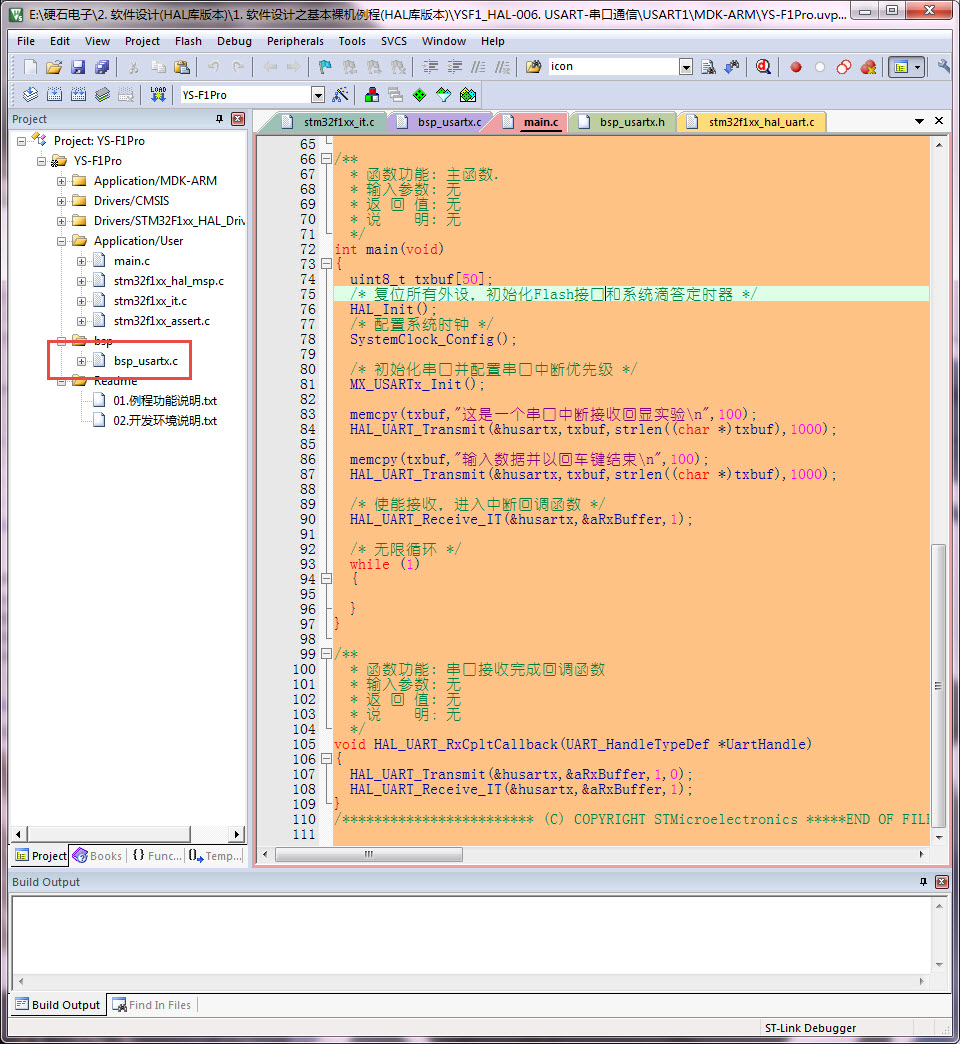 E:\硬石电子\2. 软件设计(HAL库版本)\1. 软件设计之基本裸机例程(HAL库版本)\YSF1_HAL-006. USART-串口通信\USART1\MDK-ARM\YS-F1Pro.uvp...
File Edit View Project Flash Debug Peripherals Tools SVCS Window Help
icon
LOAD YS-F1Pro
Project
stm32f1xx_it.c bsp_usartx.c main.c bsp_usartx.h stm32f1xx_hal_uart.c
Project: YS-F1Pro
YS-F1Pro
Application/MDK-ARM
Drivers/CMSIS
Drivers/STM32F1xx_HAL_Driv
Application/User
main.c
stm32f1xx_hal_msp.c
stm32f1xx_it.c
stm32f1xx_assert.c
bsp
bsp_usartx.c
Readme
01.例程功能说明.txt
02.开发环境说明.txt
65
66 /**
67 * 函数功能: 主函数.
68 * 输入参数: 无
69 * 返 回 值: 无
70 * 说 明: 无
71 */
72 int main(void)
73 {
74 uint8_t txbuf[50];
75 /* 复位所有外设，初始化Flash接口和系统滴答定时器 */
76 HAL_Init();
77 /* 配置系统时钟 */
78 SystemClock_Config();
79
80 /* 初始化串口并配置串口中断优先级 */
81 MX_USARTx_Init();
82
83 memcpy(txbuf,"这是一个串口中断接收回显实验\n",100);
84 HAL_UART_Transmit(&husartx,txbuf,strlen((char *)txbuf),1000);
85
86 memcpy(txbuf,"输入数据并以回车键结束\n",100);
87 HAL_UART_Transmit(&husartx,txbuf,strlen((char *)txbuf),1000);
88
89 /* 使能接收，进入中断回调函数 */
90 HAL_UART_Receive_IT(&husartx,&aRxBuffer,1);
91
92 /* 无限循环 */
93 while (1)
94 {
95
96 }
97 }
98
99 /**
100 * 函数功能: 串口接收完成回调函数
101 * 输入参数: 无
102 * 返 回 值: 无
103 * 说 明: 无
104 */
105 void HAL_UART_RxCpltCallback(UART_HandleTypeDef *UartHandle)
106 {
107 HAL_UART_Transmit(&husartx,&aRxBuffer,1,0);
108 HAL_UART_Receive_IT(&husartx,&aRxBuffer,1);
109 }
110 /************************ (C) COPYRIGHT STMicroelectronics *****END OF FILE
111
Project Books {} Func... Temp...
Build Output
Build Output Find In Files
ST-Link Debugger